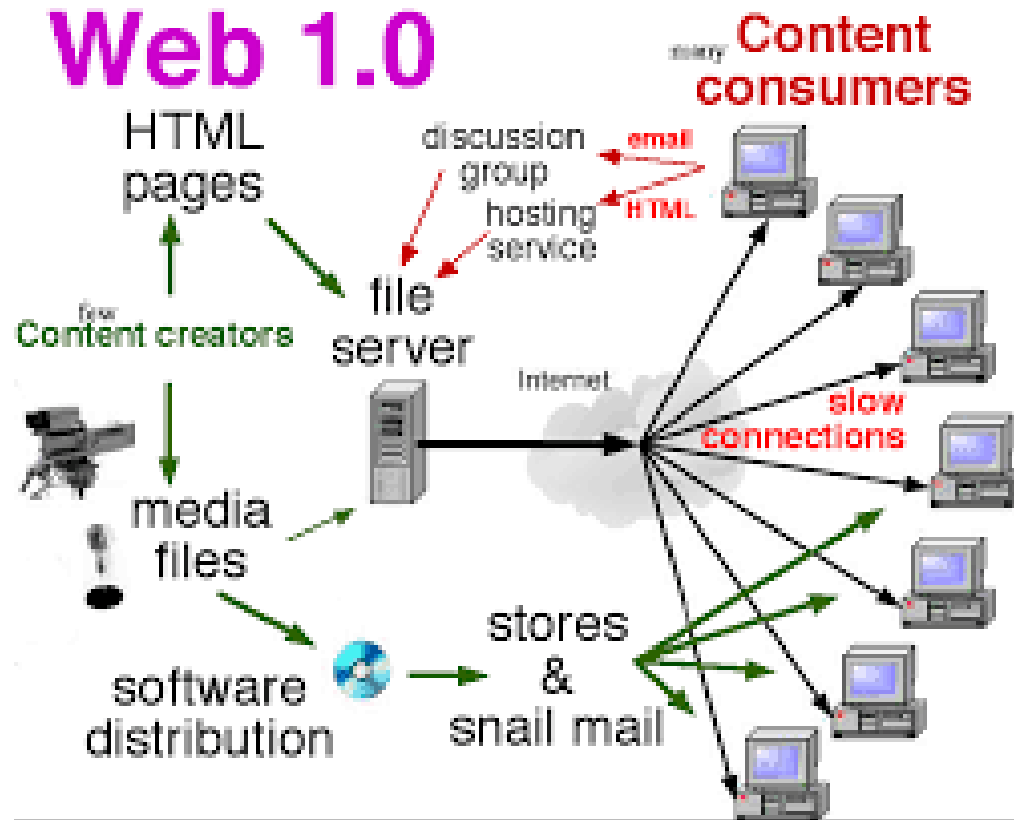 Web 1.0
many Content
consumers
HTML
pages
discussion
group
email
HTML
hosting
service
file
server
few
Content creators
Internet
slow
connections
media
files
stores
&
snail mail
software
distribution